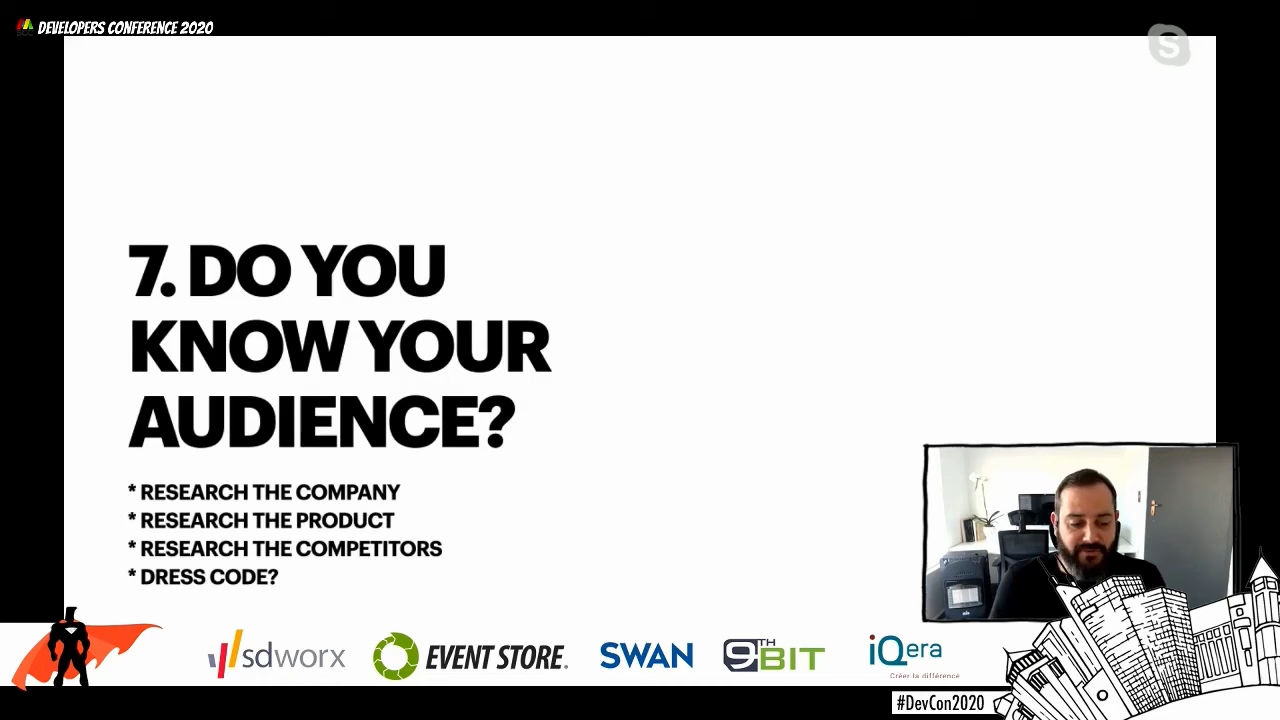 DEVELOPERS CONFERENCE 2020
S
7. DO YOU
KNOW YOUR
AUDIENCE?
* RESEARCH THE COMPANY
* RESEARCH THE PRODUCT
* RESEARCH THE COMPETITORS
* DRESS CODE?
sdworx
EVENT STORE®
SWAN
9TH BIT
iQera
Créer la différence
#DevCon2020